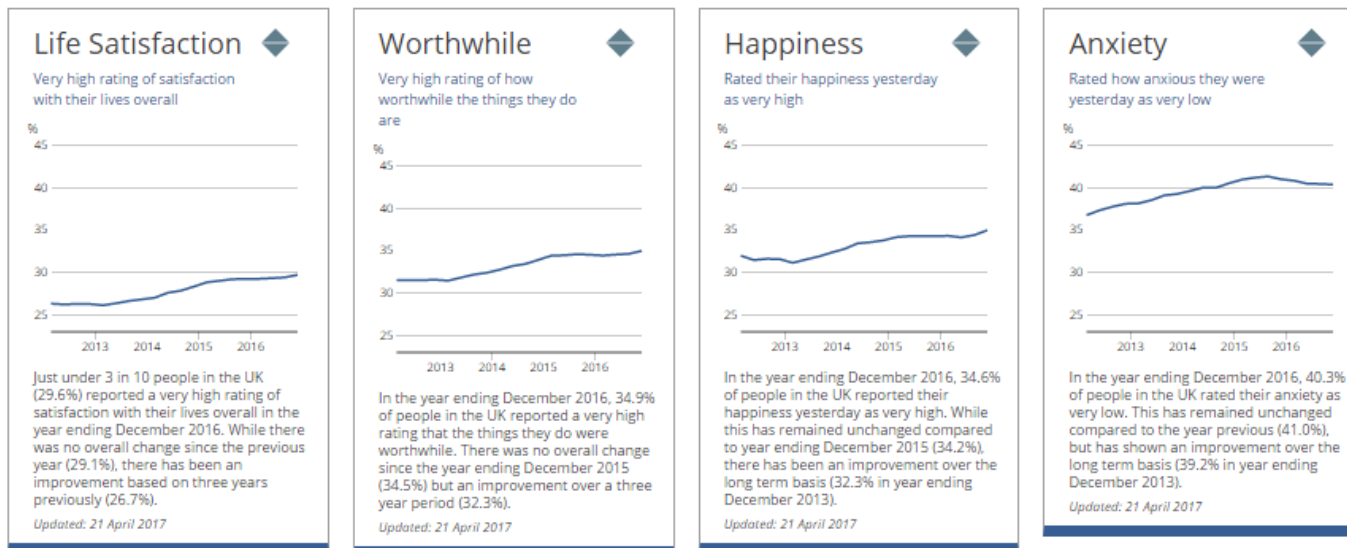 Life Satisfaction
Very high rating of satisfaction
with their lives overall
%
45
40
35
30
25
2013 2014 2015 2016
Just under 3 in 10 people in the UK
(29.6%) reported a very high rating of
satisfaction with their lives overall in the
year ending December 2016. While there
was no overall change since the previous
year (29.1%), there has been an
improvement based on three years
previously (26.7%).
Updated: 21 April 2017
Worthwhile
Very high rating of how
worthwhile the things they do
are
%
45
40
35
30
25
2013 2014 2015 2016
In the year ending December 2016, 34.9%
of people in the UK reported a very high
rating that the things they do were
worthwhile. There was no overall change
since the year ending December 2015
(34.5%) but an improvement over a three
year period (32.3%).
Updated: 21 April 2017
Happiness
Rated their happiness yesterday
as very high
%
45
40
35
30
25
2013 2014 2015 2016
In the year ending December 2016, 34.6%
of people in the UK reported their
happiness yesterday as very high. While
this has remained unchanged compared
to year ending December 2015 (34.2%),
there has been an improvement over the
long term basis (32.3% in year ending
December 2013).
Updated: 21 April 2017
Anxiety
Rated how anxious they were
yesterday as very low
%
45
40
35
30
25
2013 2014 2015 2016
In the year ending December 2016, 40.3%
of people in the UK rated their anxiety as
very low. This has remained unchanged
compared to the year previous (41.0%),
but has shown an improvement over the
long term basis (39.2% in year ending
December 2013).
Updated: 21 April 2017